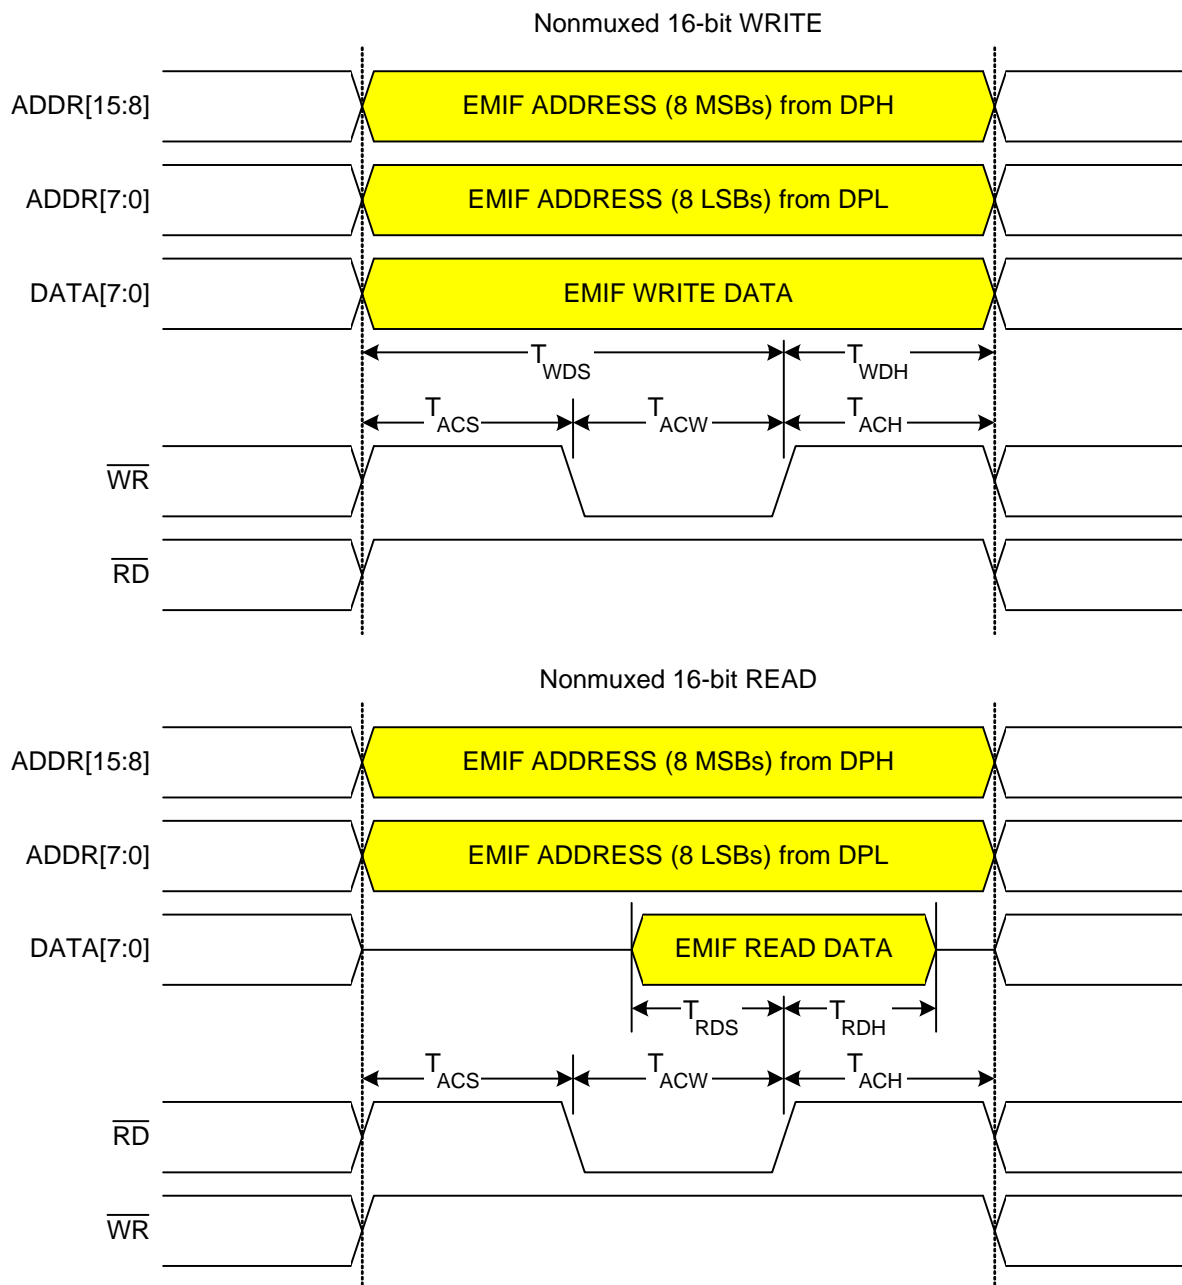 Nonmuxed 16-bit WRITE
ADDR[15:8]
EMIF ADDRESS (8 MSBs) from DPH
ADDR[7:0]
EMIF ADDRESS (8 LSBs) from DPL
DATA[7:0]
EMIF WRITE DATA
TWDS TWDH
TACS TACW TACH
WR
RD
Nonmuxed 16-bit READ
ADDR[15:8]
EMIF ADDRESS (8 MSBs) from DPH
ADDR[7:0]
EMIF ADDRESS (8 LSBs) from DPL
DATA[7:0]
EMIF READ DATA
TRDS TRDH
TACS TACW TACH
RD
WR